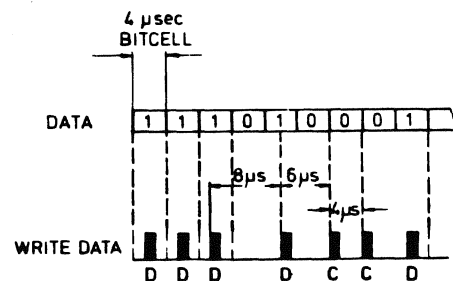 4 µsec
BITCELL
DATA 1 1 1 0 1 0 0 0 1
8µs 6µs
4µs
WRITE DATA
D D D D C C D